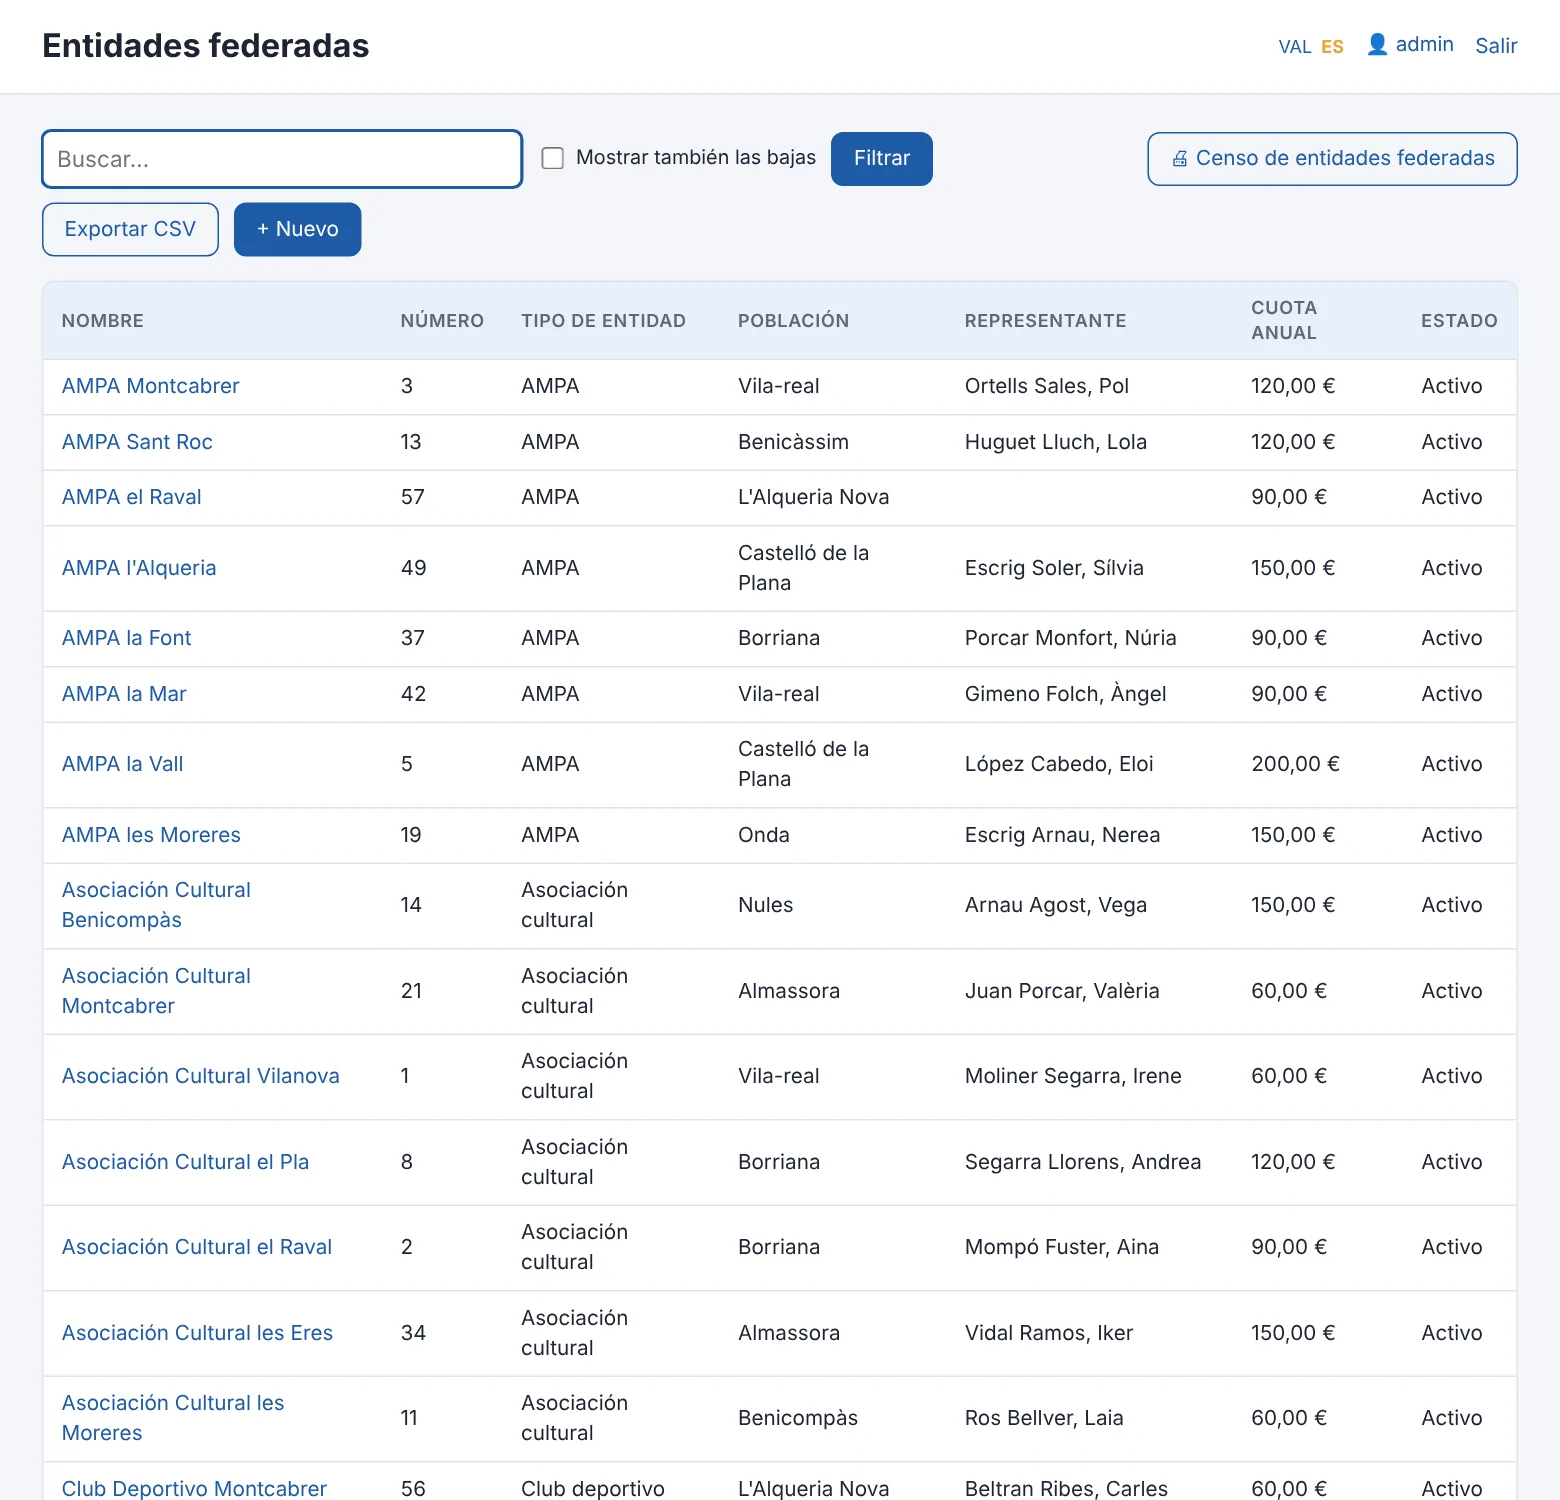 Entidades federadas
VAL ES 👤 admin Salir
Buscar...
Mostrar también las bajas
Filtrar
🖨 Censo de entidades federadas
Exportar CSV
+ Nuevo
NOMBRE NÚMERO TIPO DE ENTIDAD POBLACIÓN REPRESENTANTE CUOTA ANUAL ESTADO
AMPA Montcabrer 3 AMPA Vila-real Ortells Sales, Pol 120,00 € Activo
AMPA Sant Roc 13 AMPA Benicàssim Huguet Lluch, Lola 120,00 € Activo
AMPA el Raval 57 AMPA L'Alqueria Nova 90,00 € Activo
AMPA l'Alqueria 49 AMPA Castelló de la Plana Escrig Soler, Sílvia 150,00 € Activo
AMPA la Font 37 AMPA Borriana Porcar Monfort, Núria 90,00 € Activo
AMPA la Mar 42 AMPA Vila-real Gimeno Folch, Àngel 90,00 € Activo
AMPA la Vall 5 AMPA Castelló de la Plana López Cabedo, Eloi 200,00 € Activo
AMPA les Moreres 19 AMPA Onda Escrig Arnau, Nerea 150,00 € Activo
Asociación Cultural Benicompàs 14 Asociación cultural Nules Arnau Agost, Vega 150,00 € Activo
Asociación Cultural Montcabrer 21 Asociación cultural Almassora Juan Porcar, Valèria 60,00 € Activo
Asociación Cultural Vilanova 1 Asociación cultural Vila-real Moliner Segarra, Irene 60,00 € Activo
Asociación Cultural el Pla 8 Asociación cultural Borriana Segarra Llorens, Andrea 120,00 € Activo
Asociación Cultural el Raval 2 Asociación cultural Borriana Mompó Fuster, Aina 90,00 € Activo
Asociación Cultural les Eres 34 Asociación cultural Almassora Vidal Ramos, Iker 150,00 € Activo
Asociación Cultural les Moreres 11 Asociación cultural Benicompàs Ros Bellver, Laia 60,00 € Activo
Club Deportivo Montcabrer 56 Club deportivo L'Alqueria Nova Beltran Ribes, Carles 60,00 € Activo